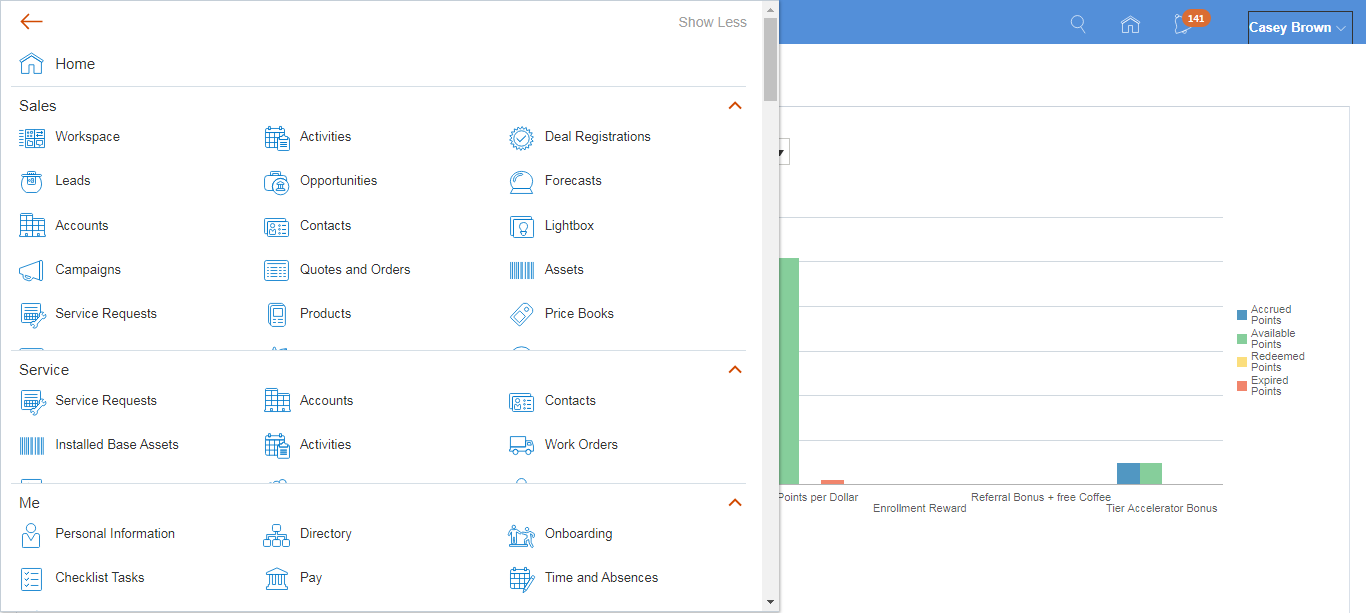 Show Less
141
Casey Brown
Home
Sales
Workspace
Activities
Deal Registrations
Leads
Opportunities
Forecasts
Accounts
Contacts
Lightbox
Campaigns
Quotes and Orders
Assets
Service Requests
Products
Price Books
Service
Service Requests
Accounts
Contacts
Installed Base Assets
Activities
Work Orders
Me
Personal Information
Directory
Onboarding
Checklist Tasks
Pay
Time and Absences
Accrued
Points
Available
Points
Redeemed
Points
Expired
Points
Points per Dollar
Enrollment Reward
Referral Bonus + free Coffee
Tier Accelerator Bonus